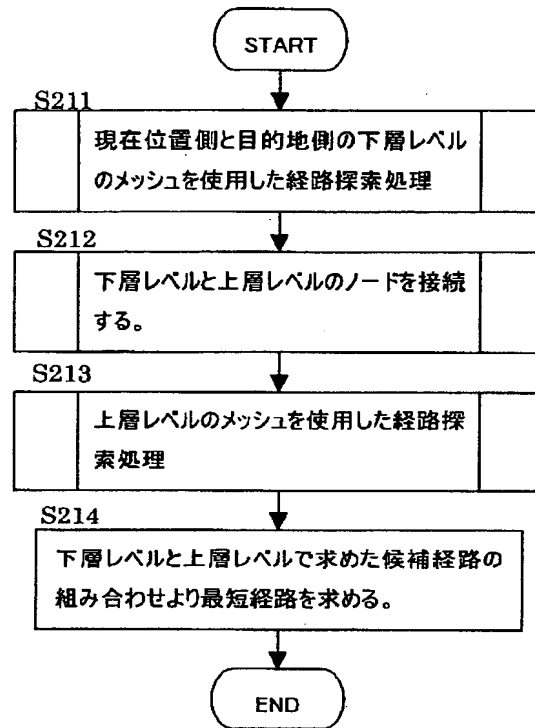 START
S211
現在位置側と目的地側の下層レベル
のメッシュを使用した経路探索処理
S212
下層レベルと上層レベルのノードを接続
する。
S213
上層レベルのメッシュを使用した経路探
索処理
S214
下層レベルと上層レベルで求めた候補経路の
組み合わせより最短経路を求める。
END